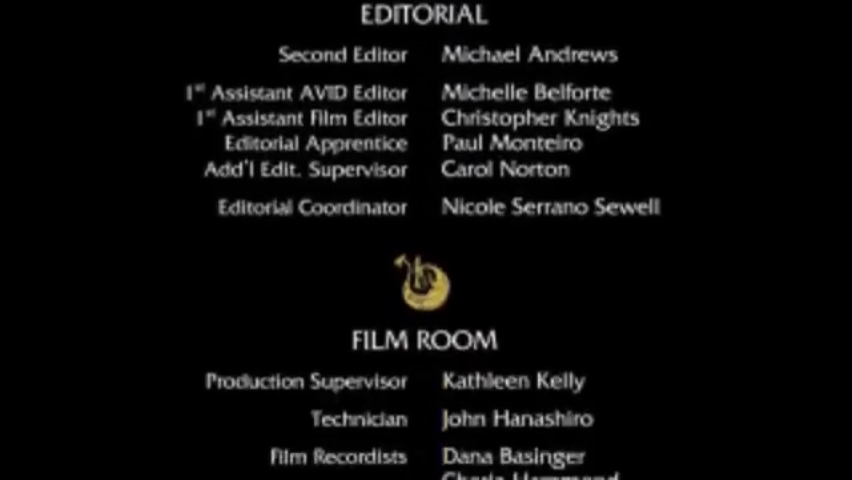 EDITORIAL
Second Editor Michael Andrews
1st Assistant AVID Editor Michelle Belforte
1st Assistant Film Editor Christopher Knights
Editorial Apprentice Paul Monteiro
Add'l Edit. Supervisor Carol Norton
Editorial Coordinator Nicole Serrano Sewell
FILM ROOM
Production Supervisor Kathleen Kelly
Technician John Hanashiro
Film Recordists Dana Basinger